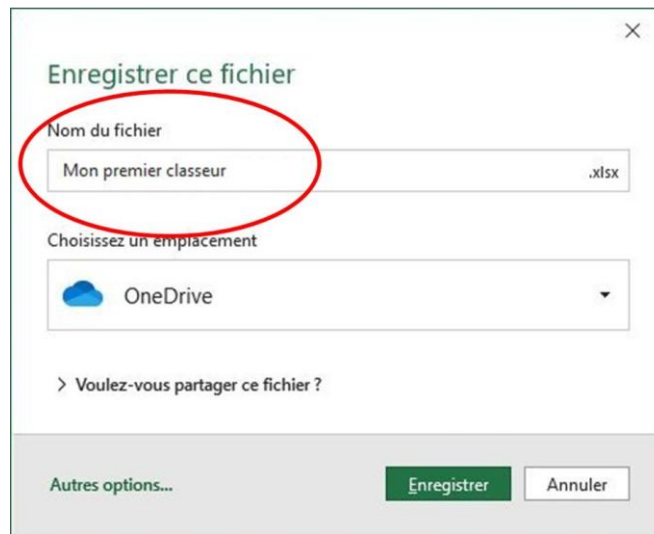 Enregistrer ce fichier
Nom du fichier
Mon premier classeur .xlsx
Choisissez un emplacement
OneDrive
> Voulez-vous partager ce fichier ?
Autres options... Enregistrer Annuler